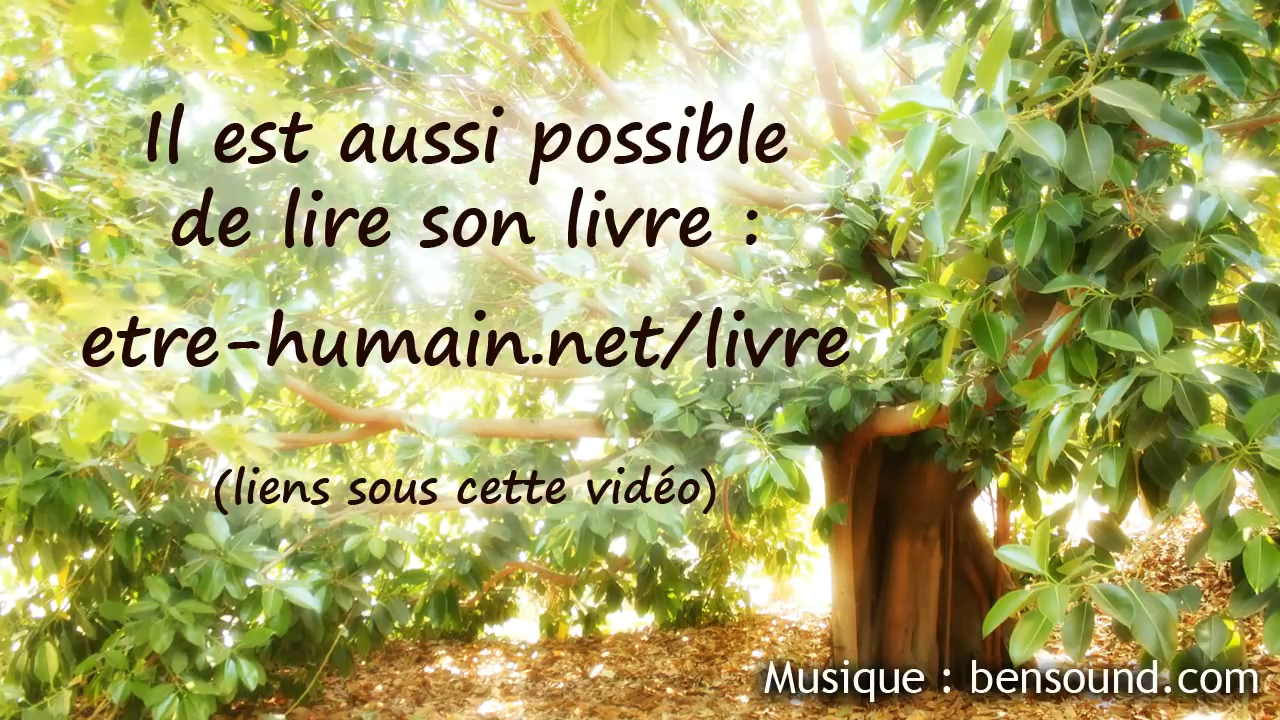 Il est aussi possible
de lire son livre :
etre-humain.net/livre
(liens sous cette vidéo)
Musique : bensound.com